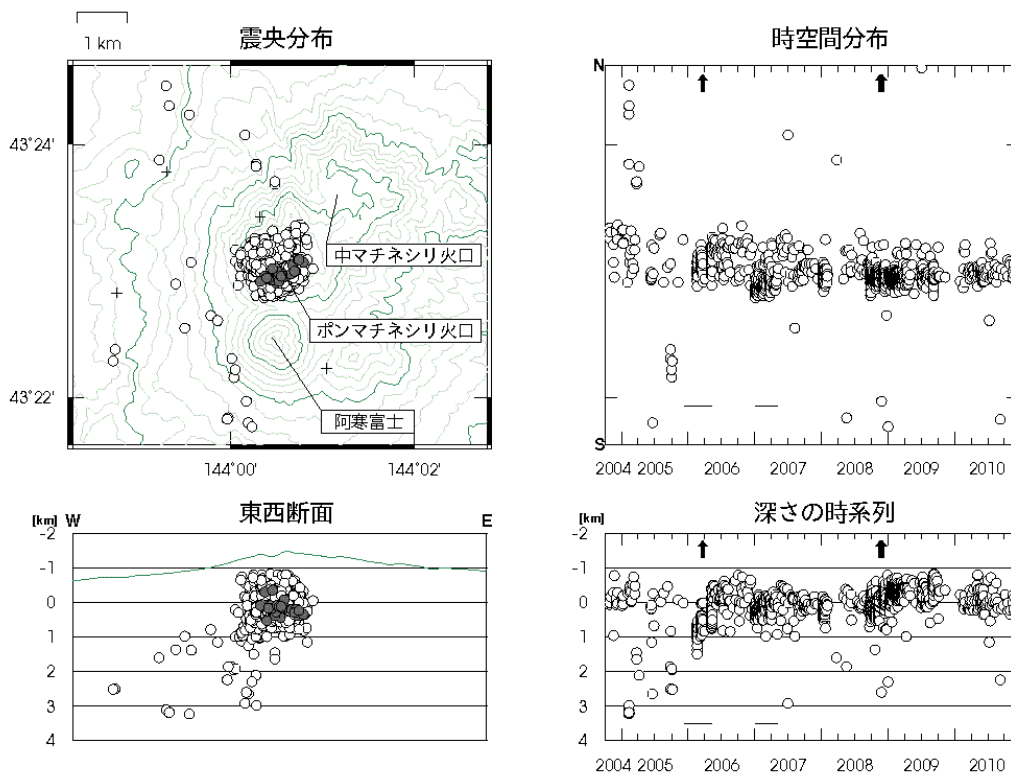 1 km
震央分布
43°24'
43°22'
中マチネシリ火口
ポンマチネシリ火口
阿寒富士
144°00'
144°02'
時空間分布
N
S
2004 2005 2006 2007 2008 2009 2010
東西断面
[km] W E
-2
-1
0
1
2
3
4
深さの時系列
[km]
-2
-1
0
1
2
3
4
2004 2005 2006 2007 2008 2009 2010